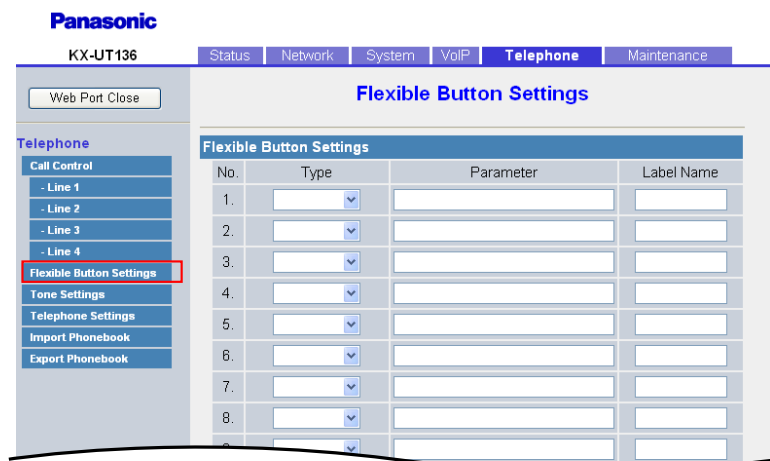 Panasonic
KX-UT136
Status Network System VoIP Telephone Maintenance
Web Port Close
Flexible Button Settings
Telephone
Call Control
- Line 1
- Line 2
- Line 3
- Line 4
Flexible Button Settings
Tone Settings
Telephone Settings
Import Phonebook
Export Phonebook
Flexible Button Settings
No. Type Parameter Label Name
1.
2.
3.
4.
5.
6.
7.
8.